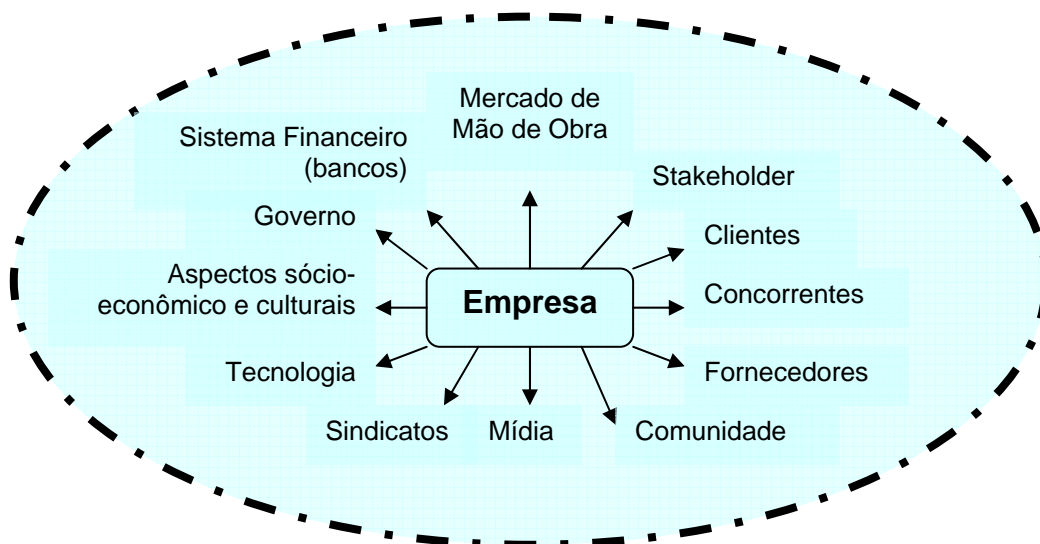 Mercado de
Mão de Obra
Sistema Financeiro
(bancos)
Stakeholder
Governo
Clientes
Aspectos sócio-
econômico e culturais
Empresa
Concorrentes
Tecnologia
Fornecedores
Sindicatos
Mídia
Comunidade